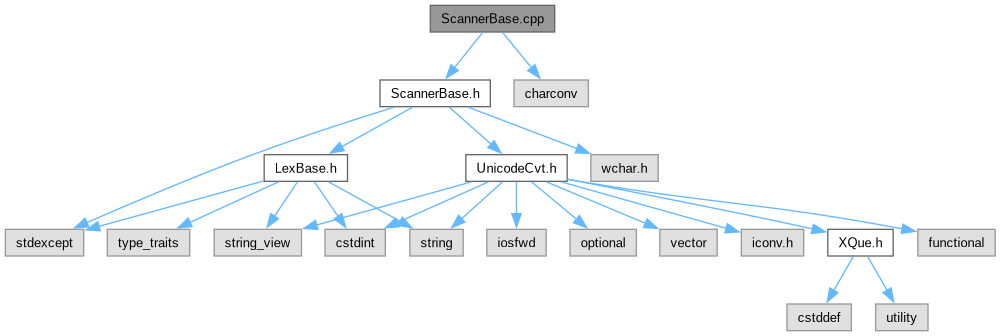 ScannerBase.cpp
ScannerBase.h
charconv
LexBase.h
UnicodeCvt.h
wchar.h
stdexcept
type_traits
string_view
cstdint
string
iosfwd
optional
vector
iconv.h
XQue.h
functional
cstddef
utility